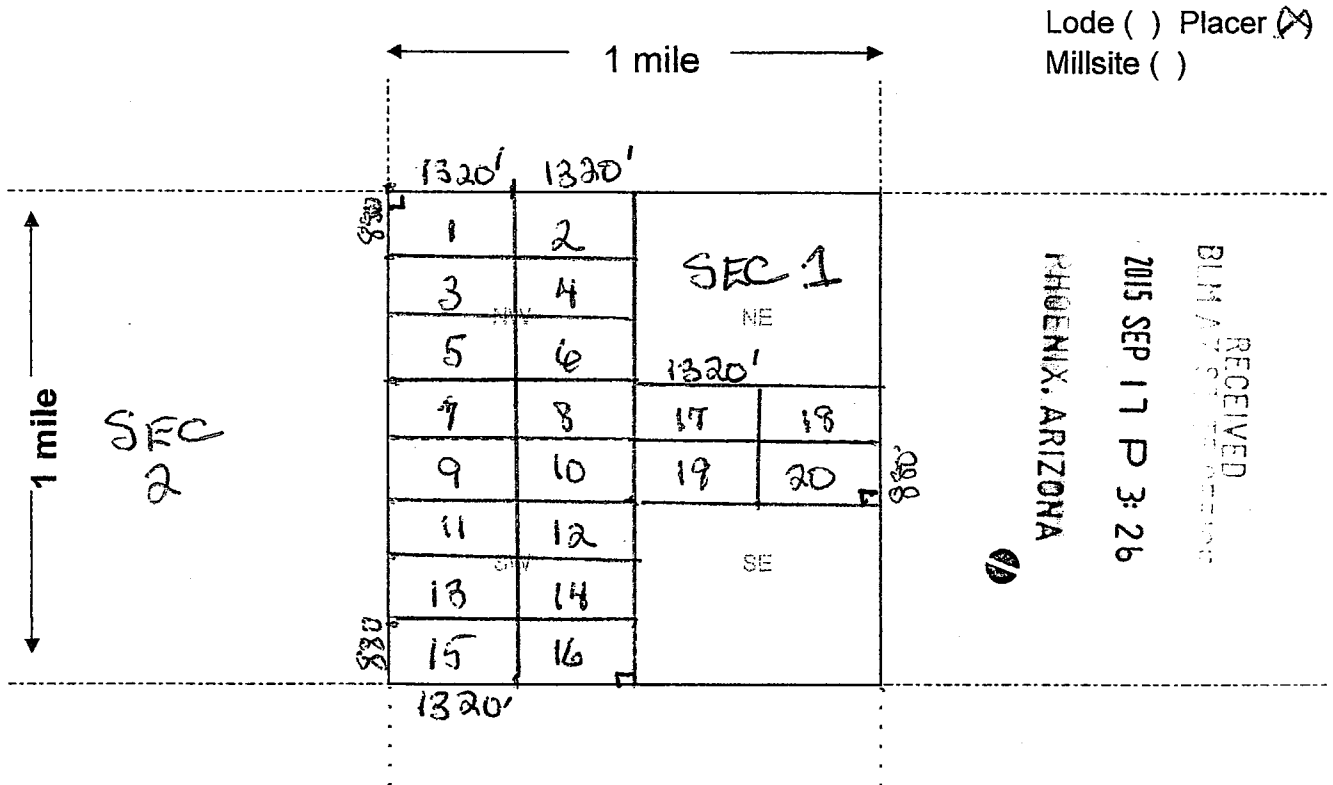 Lode ( ) Placer (X)
Millsite ( )
1 mile
1320' 1320'
880
1 2
SEC 1
3 4
NW NE
5 6
1320'
7 8 17 18
1 mile
SEC
2
9 10 19 20
880
11 12
SW SE
13 14
880
15 16
1320'
RECEIVED
BLM AZ
2015 SEP 17 P 3:26
PHOENIX, ARIZONA